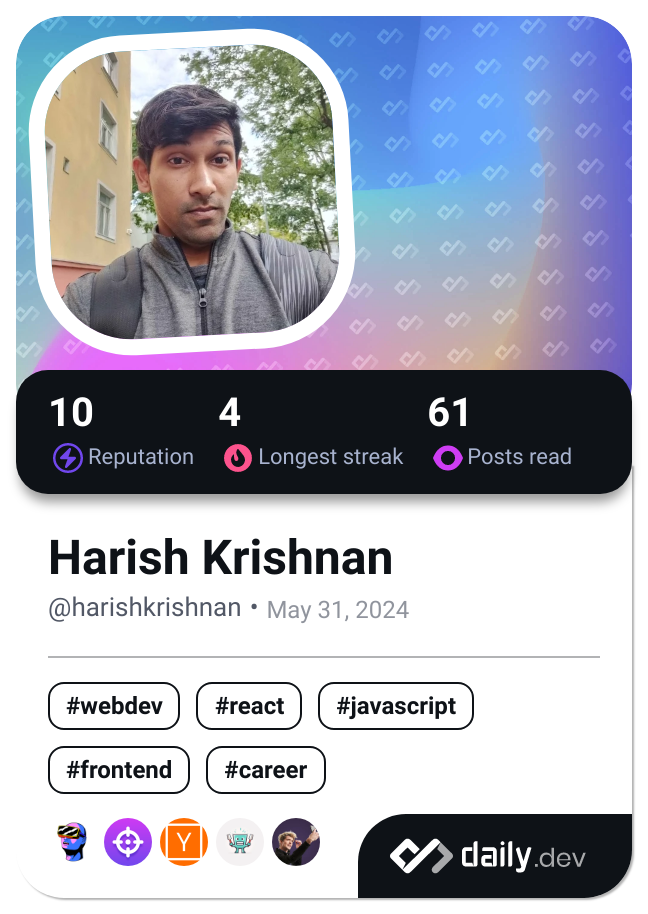 10 4 61
Reputation Longest streak Posts read
Harish Krishnan
@harishkrishnan • May 31, 2024
#webdev #react #javascript
#frontend #career
Y
daily.dev